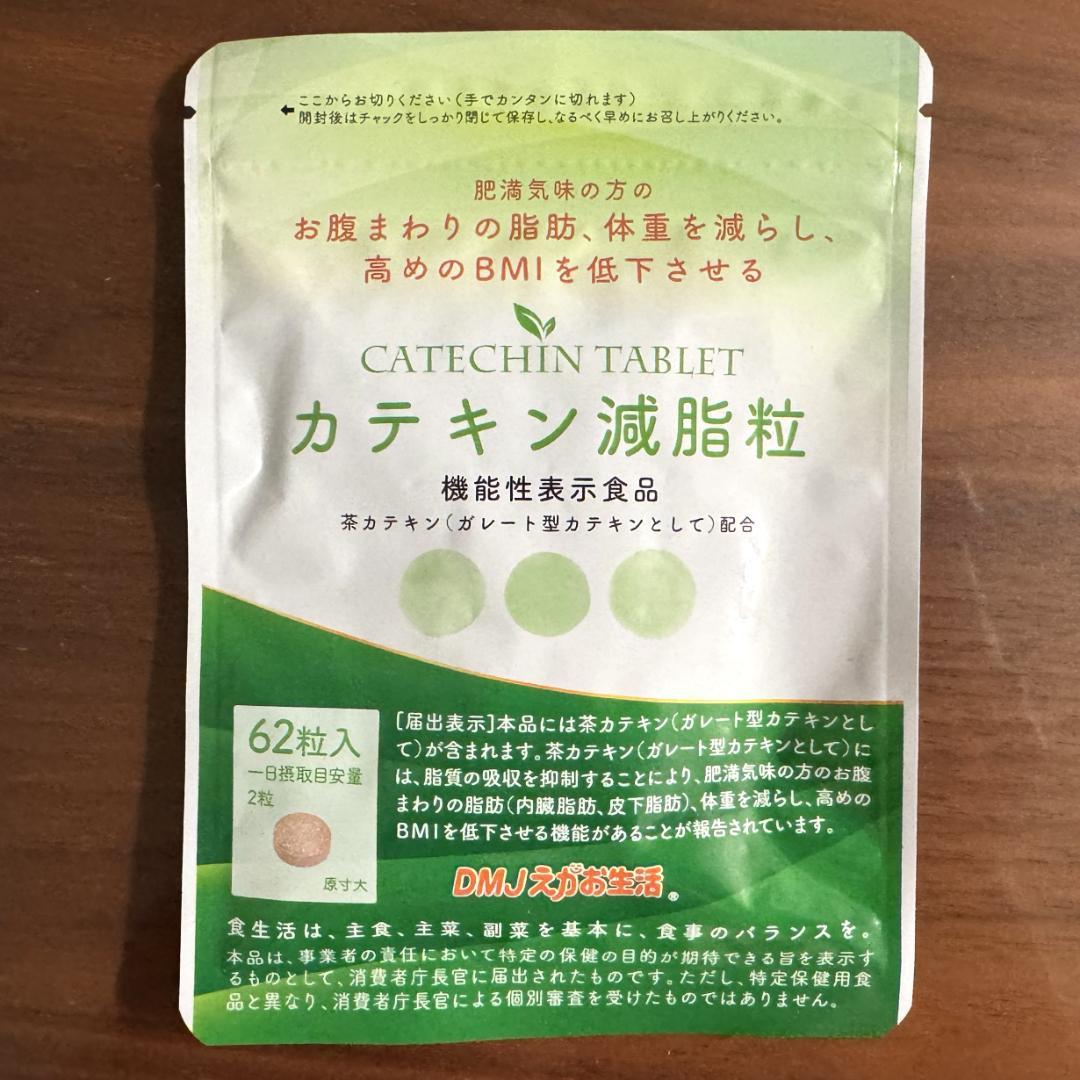 ここからお切りください(手でカンタンに切れます)
開封後はチャックをしっかり閉じて保存し、なるべく早めにお召し上がりください。
肥満気味の方の
お腹まわりの脂肪、体重を減らし、
高めのBMIを低下させる
CATECHIN TABLET
カテキン減脂粒
機能性表示食品
茶カテキン(ガレート型カテキンとして)配合
62粒入
一日摂取目安量
2粒
原寸大
[届出表示]本品には茶カテキン(ガレート型カテキンとし
て)が含まれます。茶カテキン(ガレート型カテキンとして)に
は、脂質の吸収を抑制することにより、肥満気味の方のお腹
まわりの脂肪(内臓脂肪、皮下脂肪)、体重を減らし、高めの
BMIを低下させる機能があることが報告されています。
DMJえがお生活®
食生活は、主食、主菜、副菜を基本に、食事のバランスを。
本品は、事業者の責任において特定の保健の目的が期待できる旨を表示す
るものとして、消費者庁長官に届出されたものです。ただし、特定保健用食
品と異なり、消費者庁長官による個別審査を受けたものではありません。